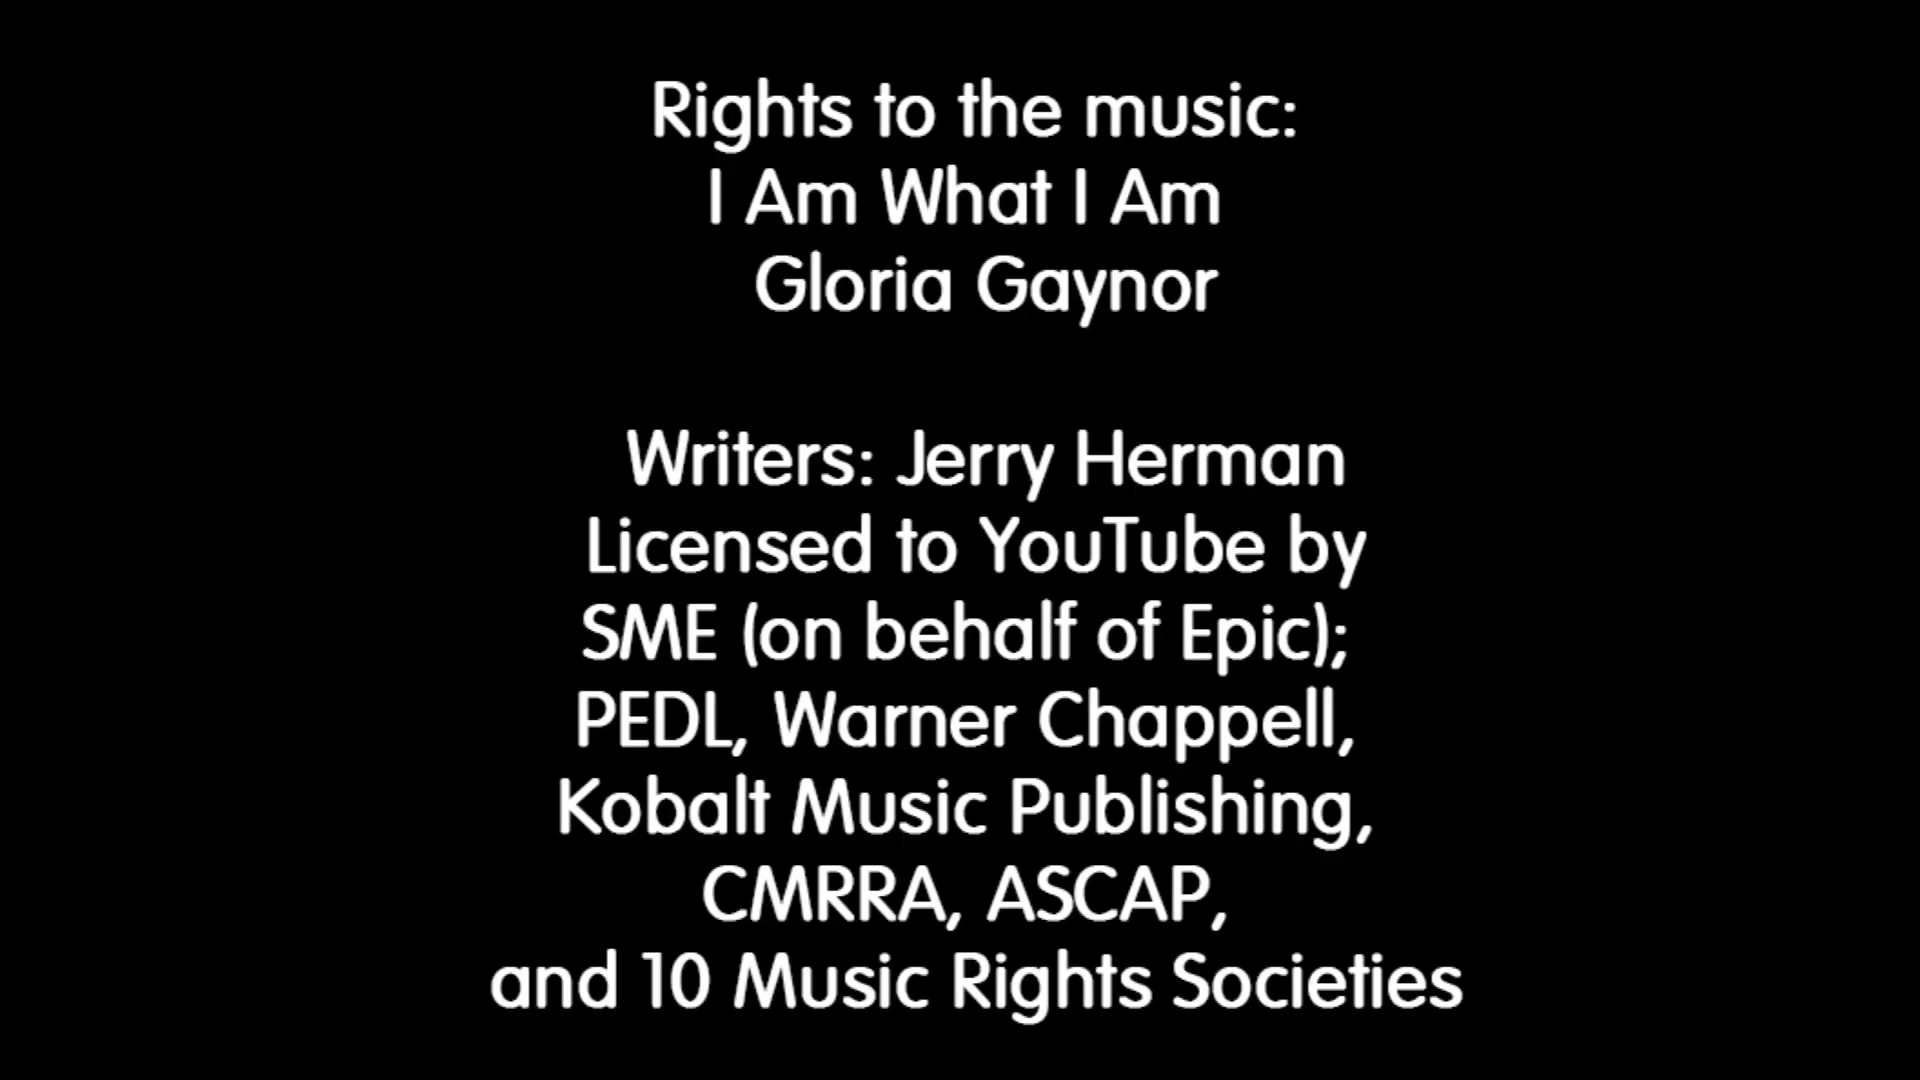 Rights to the music:
I Am What I Am
Gloria Gaynor
Writers: Jerry Herman
Licensed to YouTube by
SME (on behalf of Epic);
PEDL, Warner Chappell,
Kobalt Music Publishing,
CMRRA, ASCAP,
and 10 Music Rights Societies